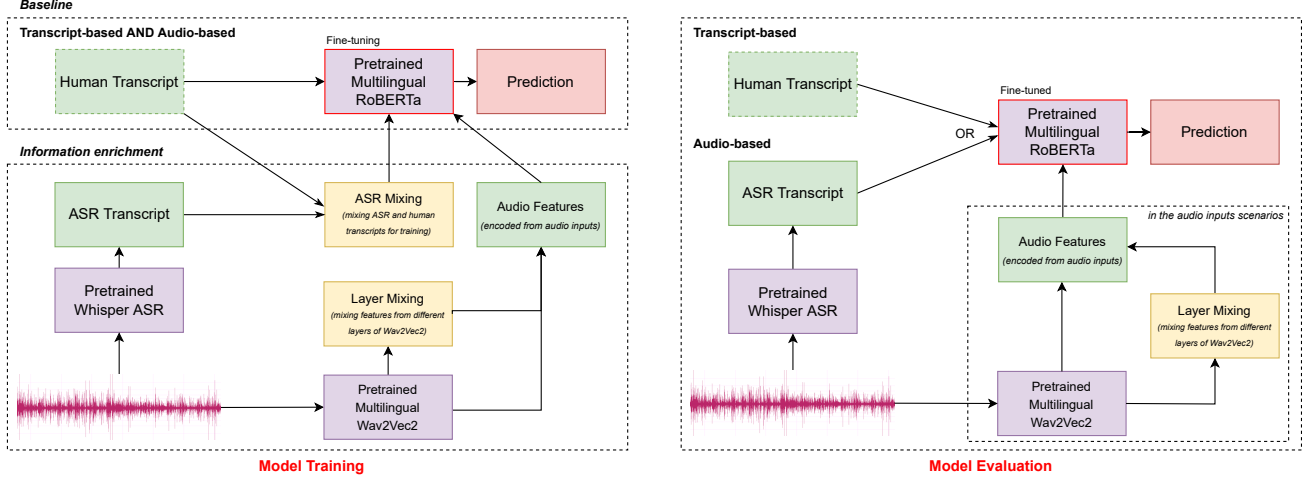 Baseline
Transcript-based AND Audio-based
Fine-tuning
Human Transcript
Pretrained
Multilingual
RoBERTa
Prediction
Information enrichment
ASR Transcript
ASR Mixing
(mixing ASR and human
transcripts for training)
Audio Features
(encoded from audio inputs)
Pretrained
Whisper ASR
Layer Mixing
(mixing features from different
layers of Wav2Vec2)
Pretrained
Multilingual
Wav2Vec2
Model Training
Transcript-based
Human Transcript
Fine-tuned
Pretrained
Multilingual
RoBERTa
Prediction
OR
Audio-based
ASR Transcript
in the audio inputs scenarios
Audio Features
(encoded from audio inputs)
Pretrained
Whisper ASR
Layer Mixing
(mixing features from different
layers of Wav2Vec2)
Pretrained
Multilingual
Wav2Vec2
Model Evaluation